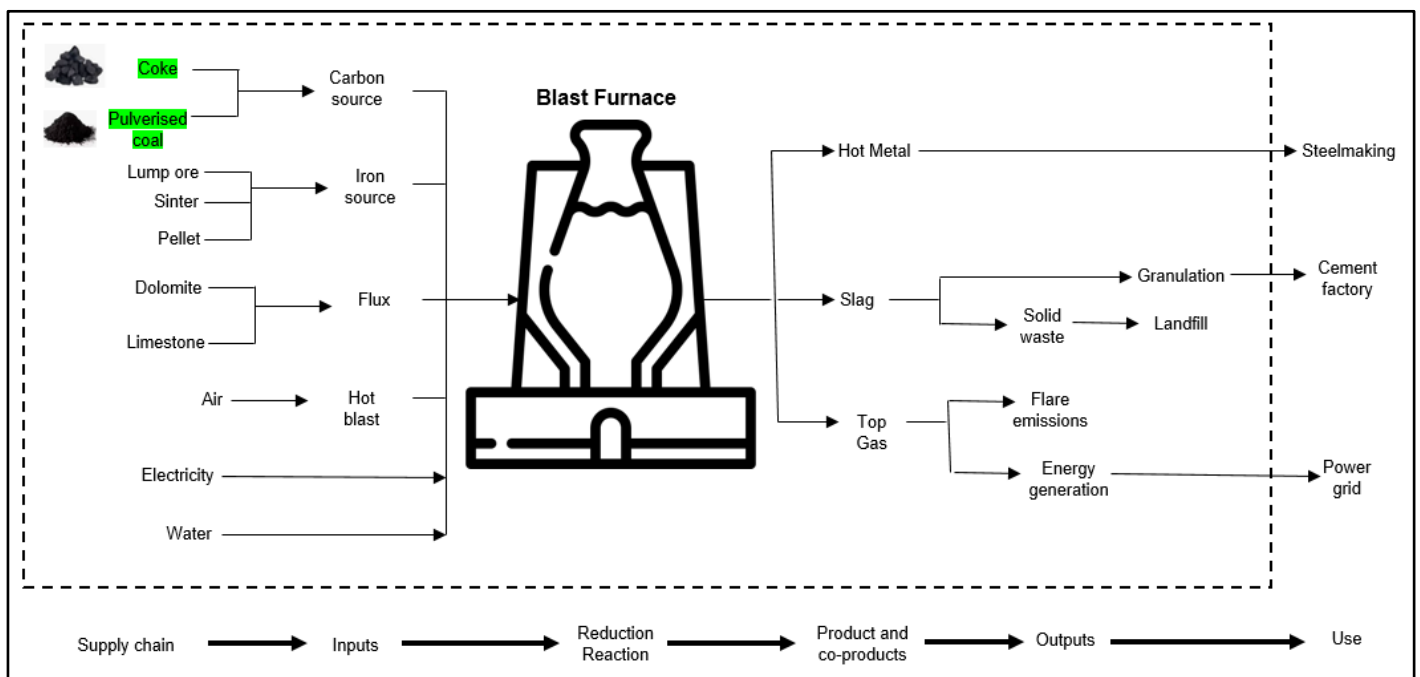 Coke
Pulverised
coal
Lump ore
Sinter
Pellet
Dolomite
Limestone
Air
Electricity
Water
Carbon
source
Iron
source
Flux
Hot
blast
Blast Furnace
Hot Metal
Slag
Top
Gas
Granulation
Solid
waste
Landfill
Flare
emissions
Energy
generation
Steelmaking
Cement
factory
Power
grid
Supply chain
Inputs
Reduction
Reaction
Product and
co-products
Outputs
Use